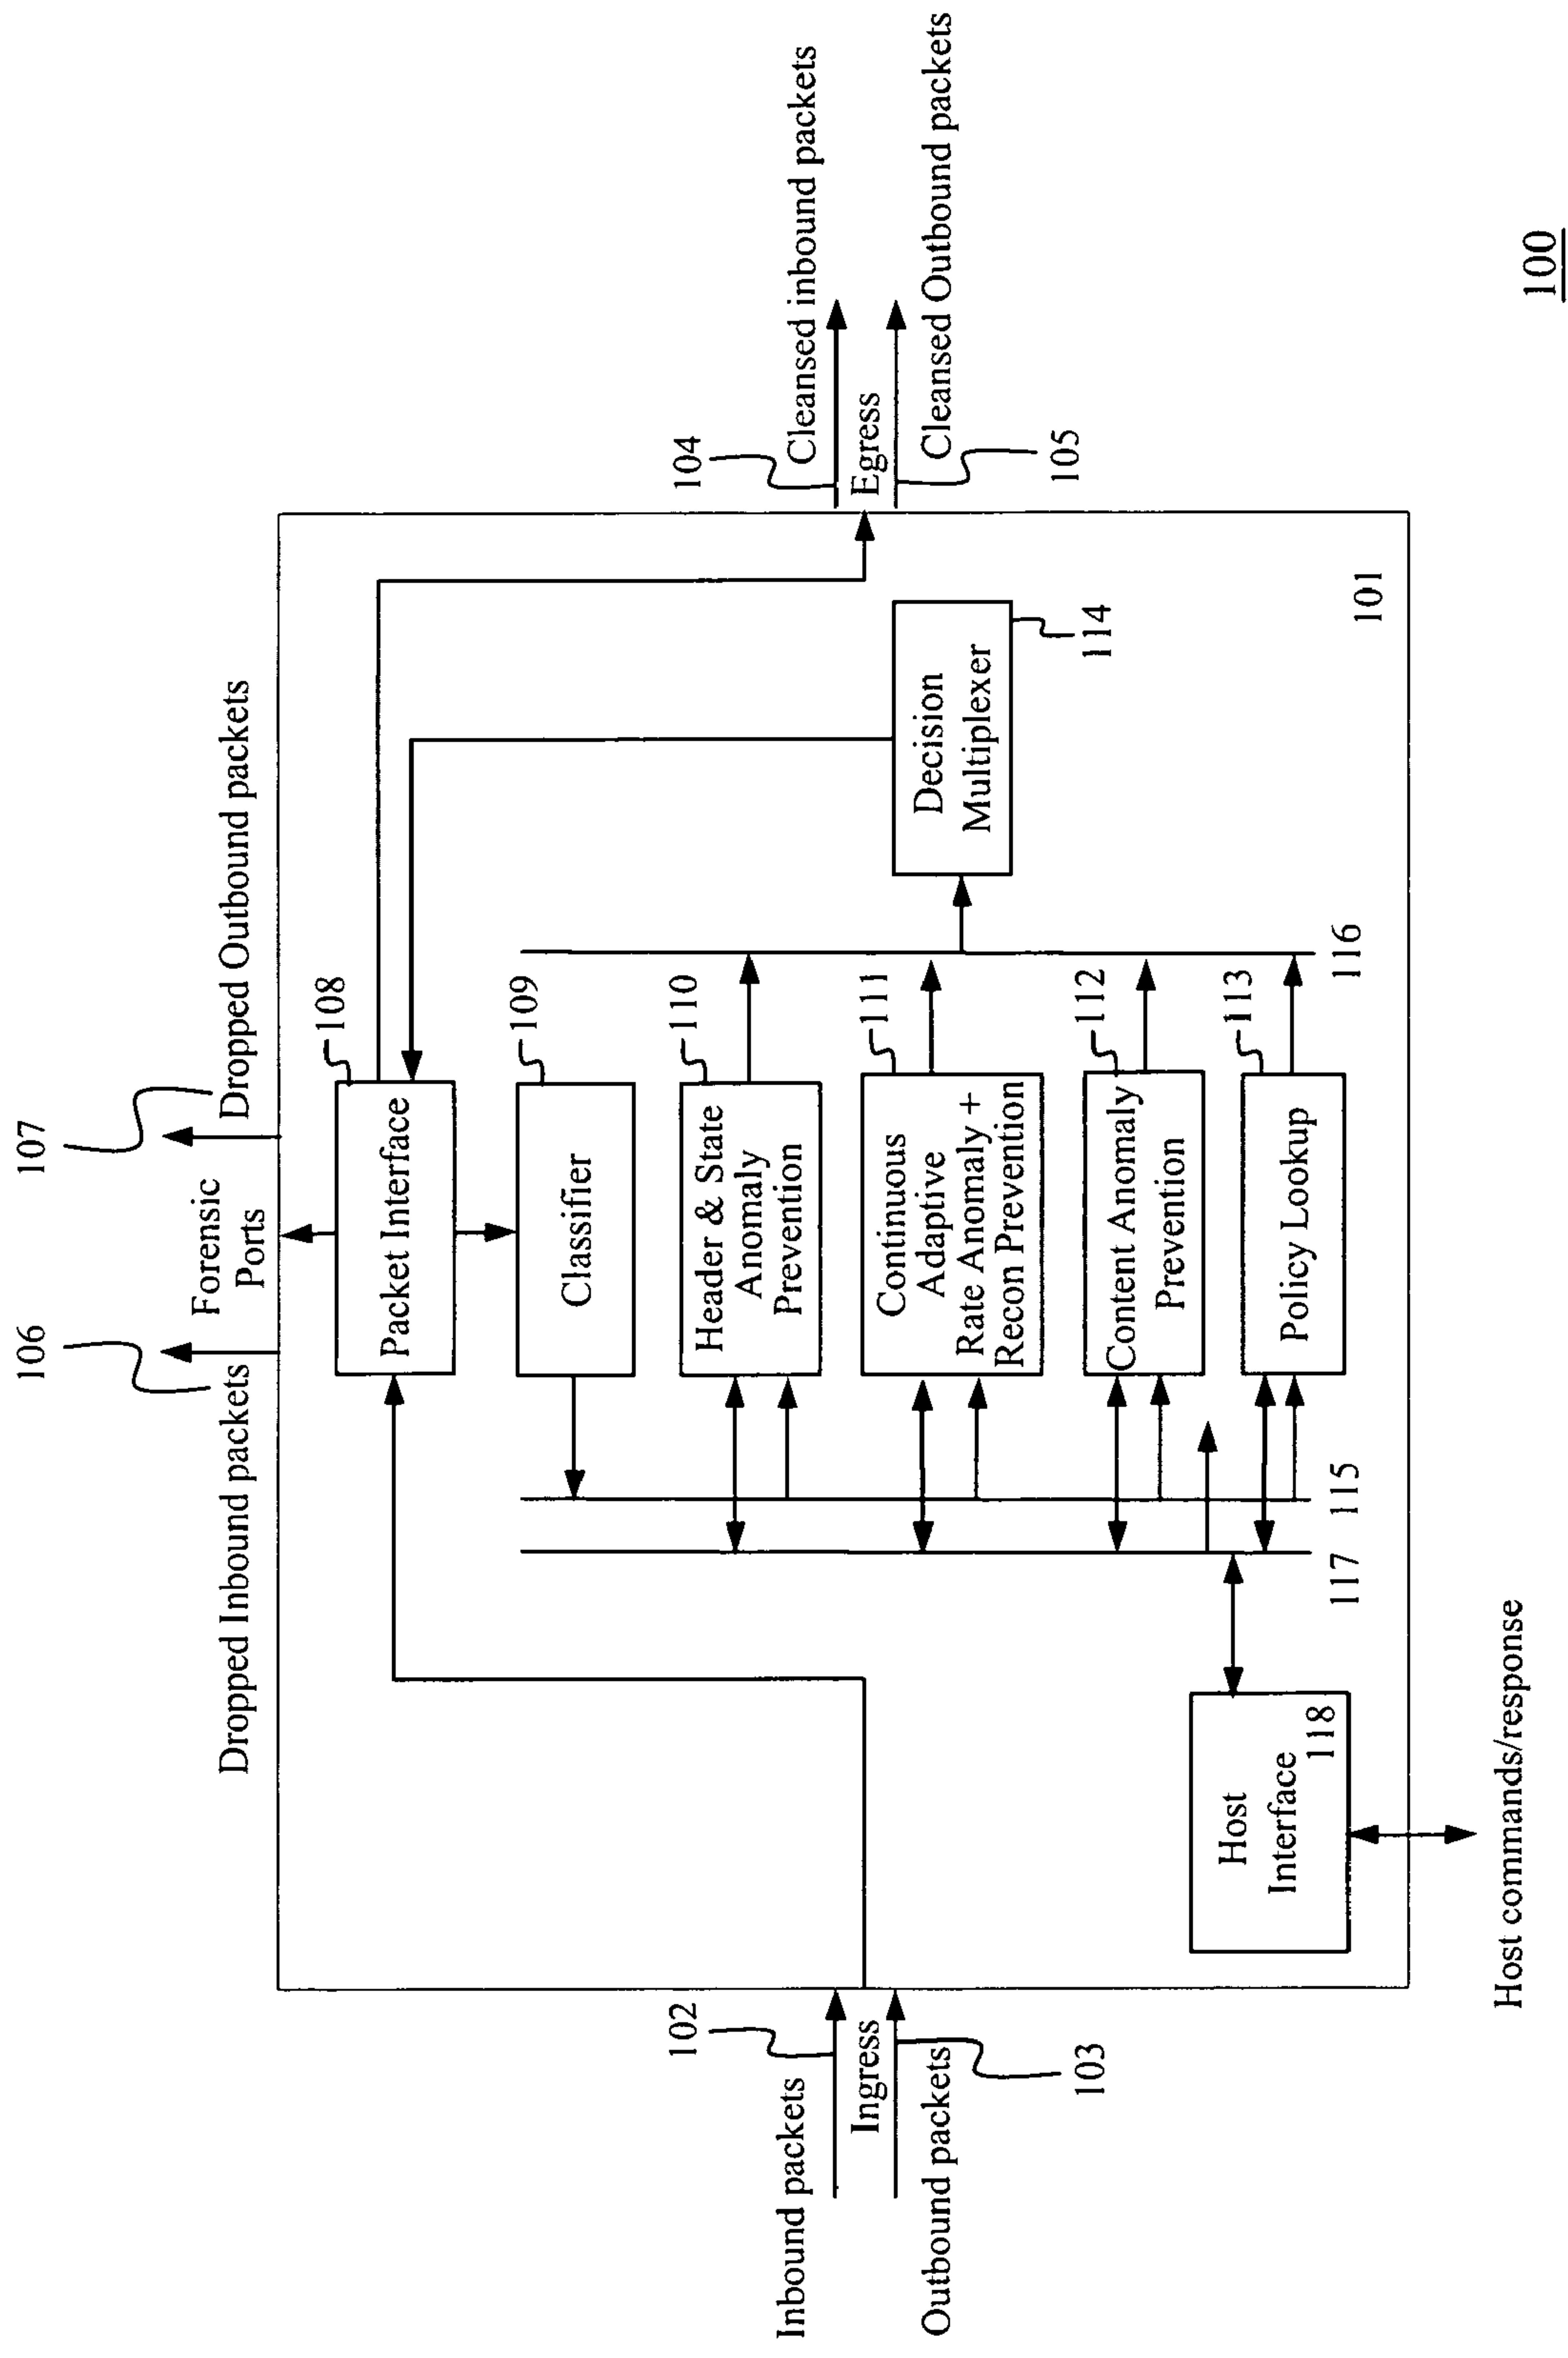 107
106
Forensic
Ports
Dropped Inbound packets
Dropped Outbound packets
108
Packet Interface
109
Classifier
110
Header & State
Anomaly
Prevention
111
Continuous
Adaptive
Rate Anomaly +
Recon Prevention
112
Content Anomaly
Prevention
113
Policy Lookup
Decision
Multiplexer
114
115
116
117
Host
Interface
118
101
Host commands/response
102
Inbound packets
Ingress
Outbound packets
103
104
Cleansed inbound packets
Egress
Cleansed Outbound packets
105
100